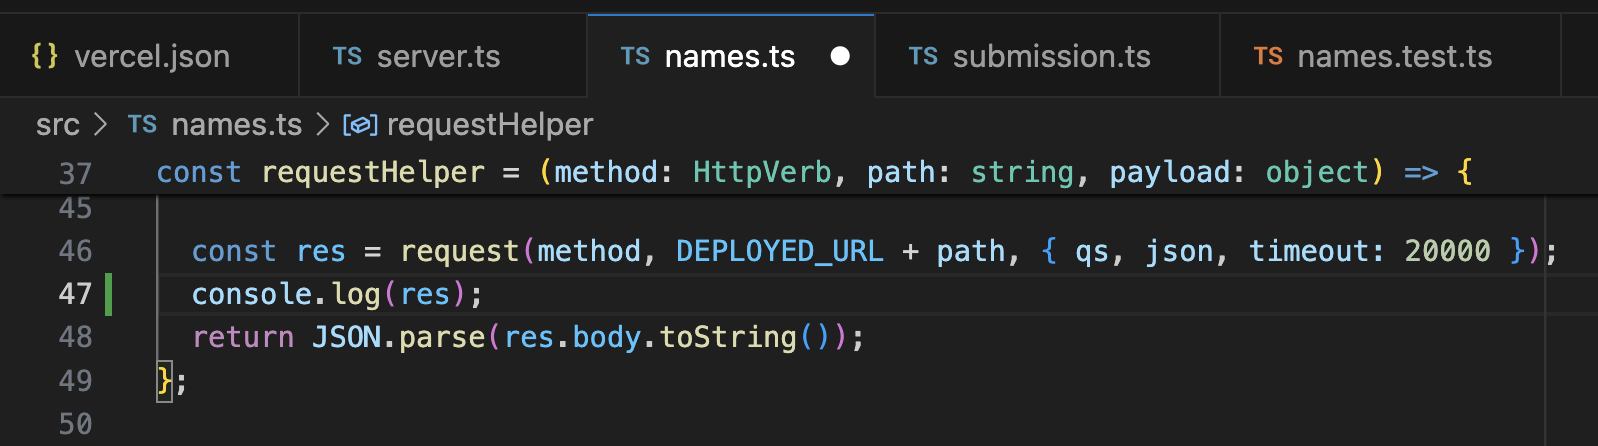 {} vercel.json TS server.ts TS names.ts TS submission.ts TS names.test.ts
src > TS names.ts > requestHelper
37 const requestHelper = (method: HttpVerb, path: string, payload: object) => {
45
46 const res = request(method, DEPLOYED_URL + path, { qs, json, timeout: 20000 });
47 console.log(res);
48 return JSON.parse(res.body.toString());
49 };
50